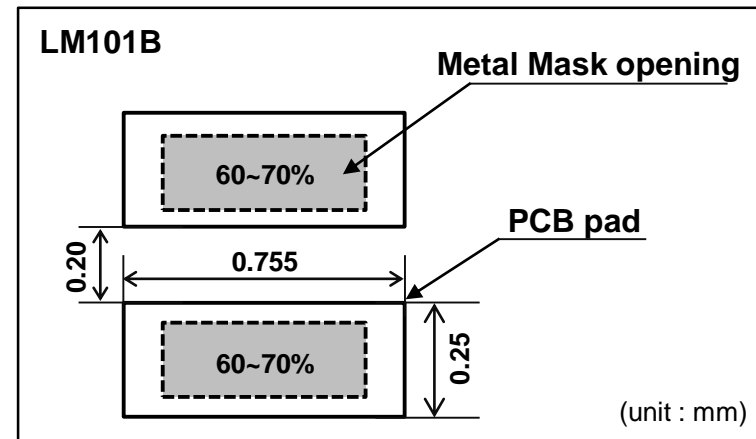 LM101B
Metal Mask opening
60~70%
PCB pad
0.20
0.755
60~70%
0.25
(unit : mm)